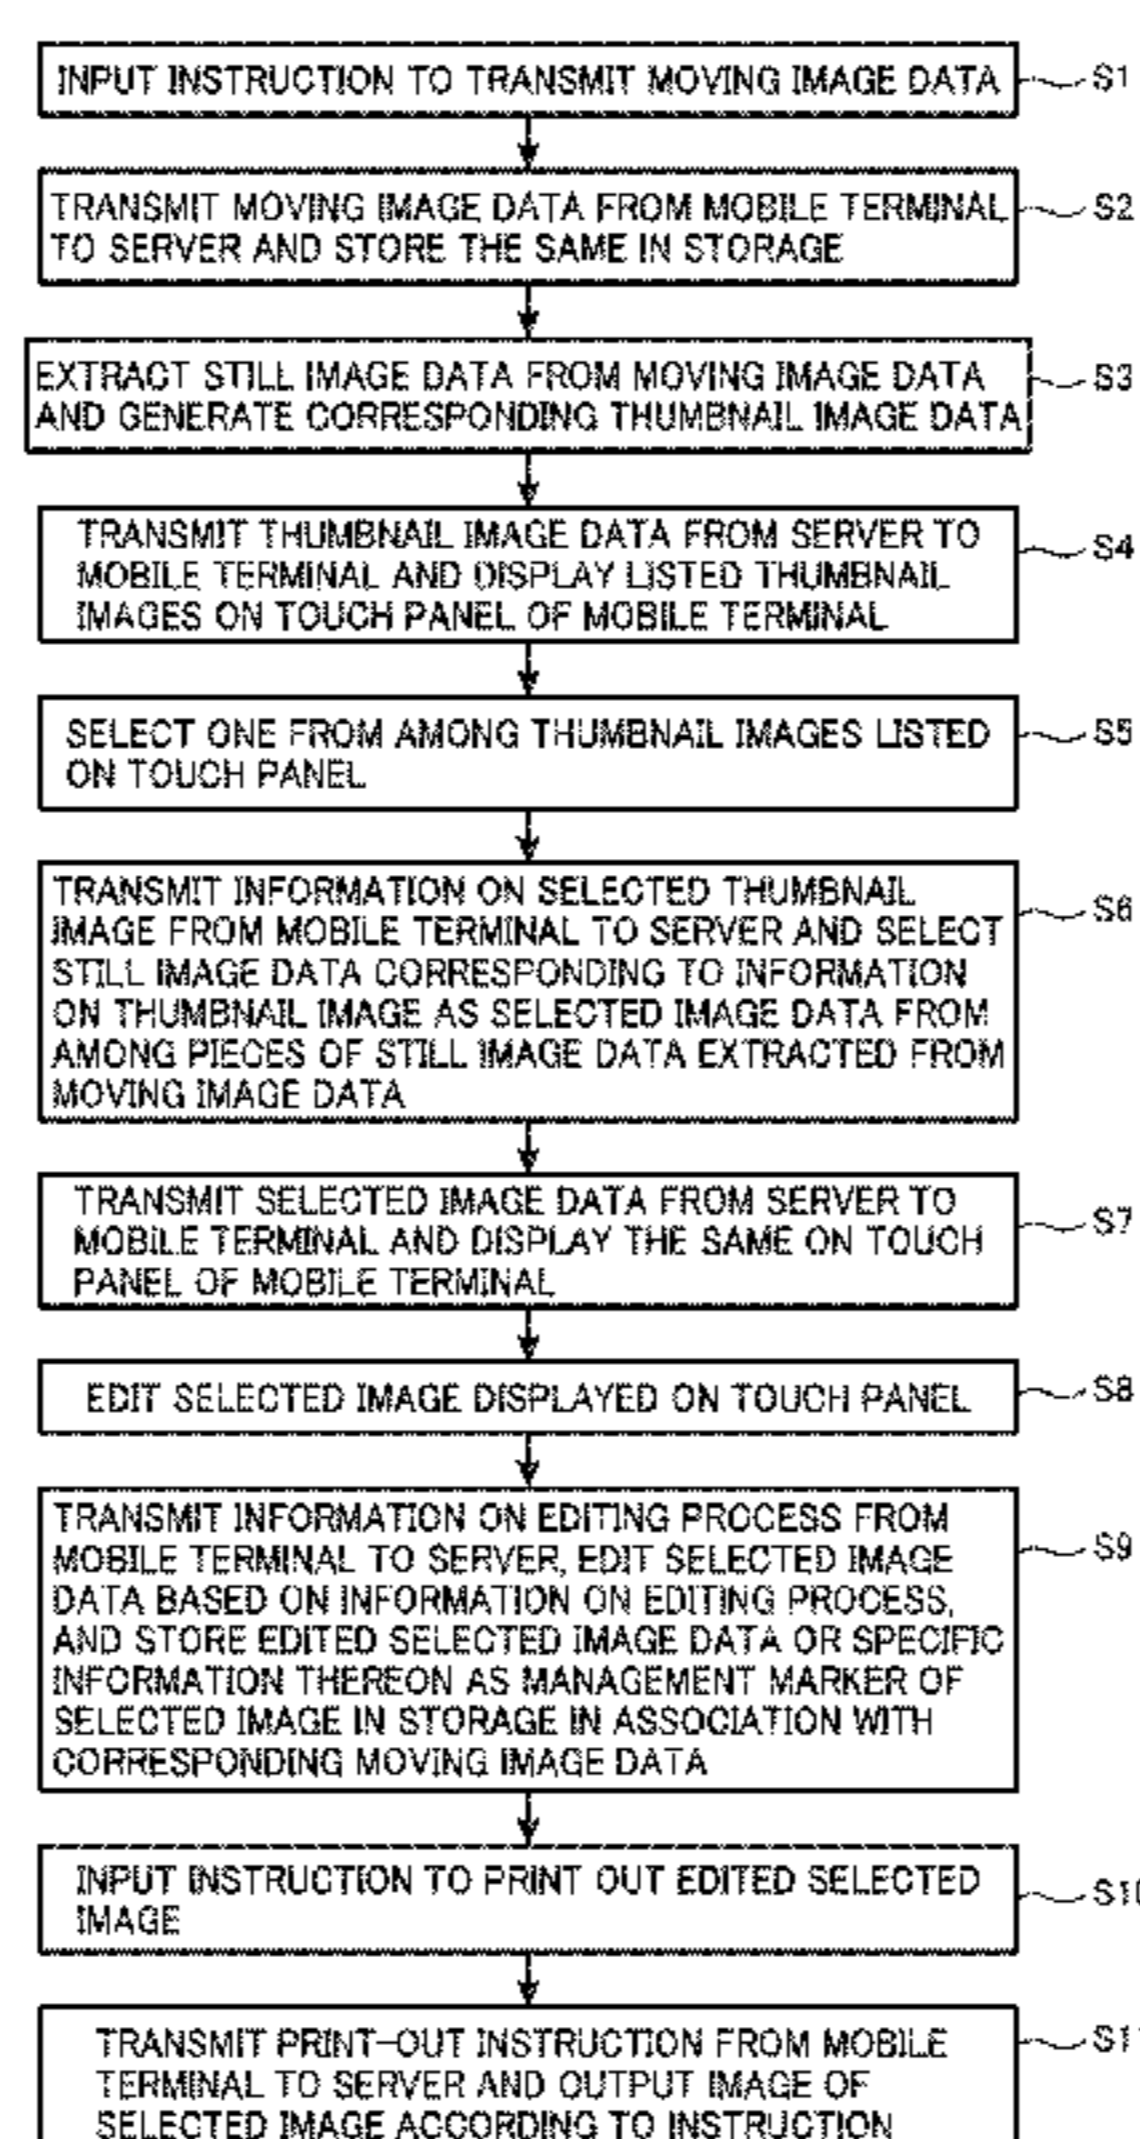 INPUT INSTRUCTION TO TRANSMIT MOVING IMAGE DATA S1
TRANSMIT MOVING IMAGE DATA FROM MOBILE TERMINAL S2
TO SERVER AND STORE THE SAME IN STORAGE
EXTRACT STILL IMAGE DATA FROM MOVING IMAGE DATA S3
AND GENERATE CORRESPONDING THUMBNAIL IMAGE DATA
TRANSMIT THUMBNAIL IMAGE DATA FROM SERVER TO S4
MOBILE TERMINAL AND DISPLAY LISTED THUMBNAIL
IMAGES ON TOUCH PANEL OF MOBILE TERMINAL
SELECT ONE FROM AMONG THUMBNAIL IMAGES LISTED S5
ON TOUCH PANEL
TRANSMIT INFORMATION ON SELECTED THUMBNAIL S6
IMAGE FROM MOBILE TERMINAL TO SERVER AND SELECT
STILL IMAGE DATA CORRESPONDING TO INFORMATION
ON THUMBNAIL IMAGE AS SELECTED IMAGE DATA FROM
AMONG PIECES OF STILL IMAGE DATA EXTRACTED FROM
MOVING IMAGE DATA
TRANSMIT SELECTED IMAGE DATA FROM SERVER TO S7
MOBILE TERMINAL AND DISPLAY THE SAME ON TOUCH
PANEL OF MOBILE TERMINAL
EDIT SELECTED IMAGE DISPLAYED ON TOUCH PANEL S8
TRANSMIT INFORMATION ON EDITING PROCESS FROM S9
MOBILE TERMINAL TO SERVER, EDIT SELECTED IMAGE
DATA BASED ON INFORMATION ON EDITING PROCESS,
AND STORE EDITED SELECTED IMAGE DATA OR SPECIFIC
INFORMATION THEREON AS MANAGEMENT MARKER OF
SELECTED IMAGE IN STORAGE IN ASSOCIATION WITH
CORRESPONDING MOVING IMAGE DATA
INPUT INSTRUCTION TO PRINT OUT EDITED SELECTED S10
IMAGE
TRANSMIT PRINT-OUT INSTRUCTION FROM MOBILE S11
TERMINAL TO SERVER AND OUTPUT IMAGE OF
SELECTED IMAGE ACCORDING TO INSTRUCTION